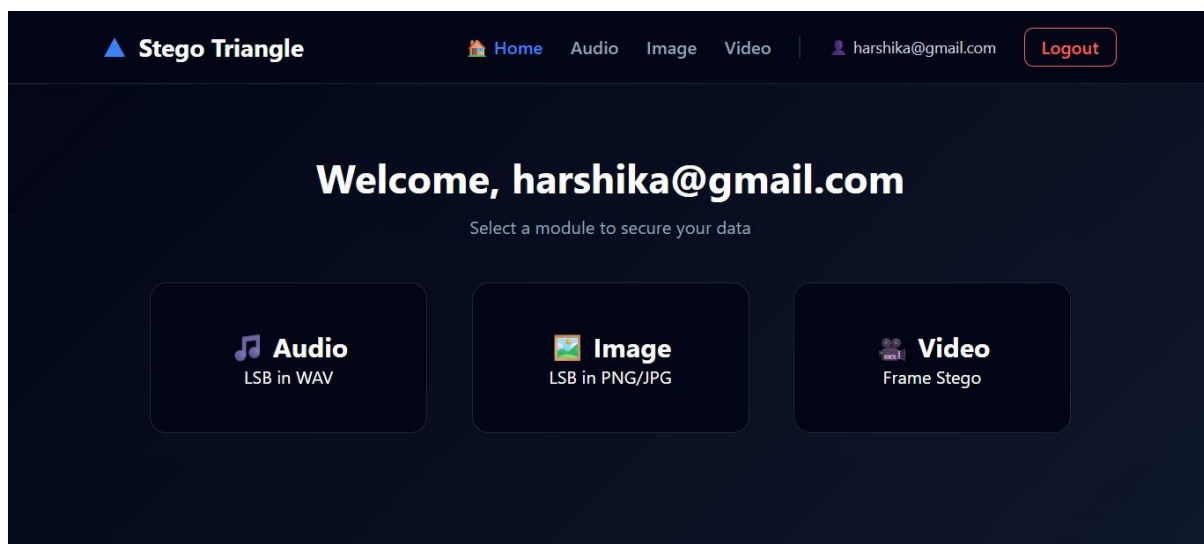 Stego Triangle
Home Audio Image Video harshika@gmail.com Logout
Welcome, harshika@gmail.com
Select a module to secure your data
Audio Image Video
LSB in WAV LSB in PNG/JPG Frame Stego